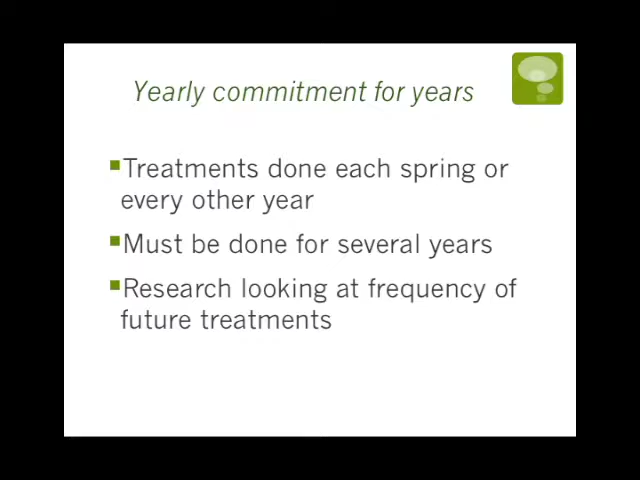 Yearly commitment for years
▪Treatments done each spring or
every other year
▪Must be done for several years
▪Research looking at frequency of
future treatments